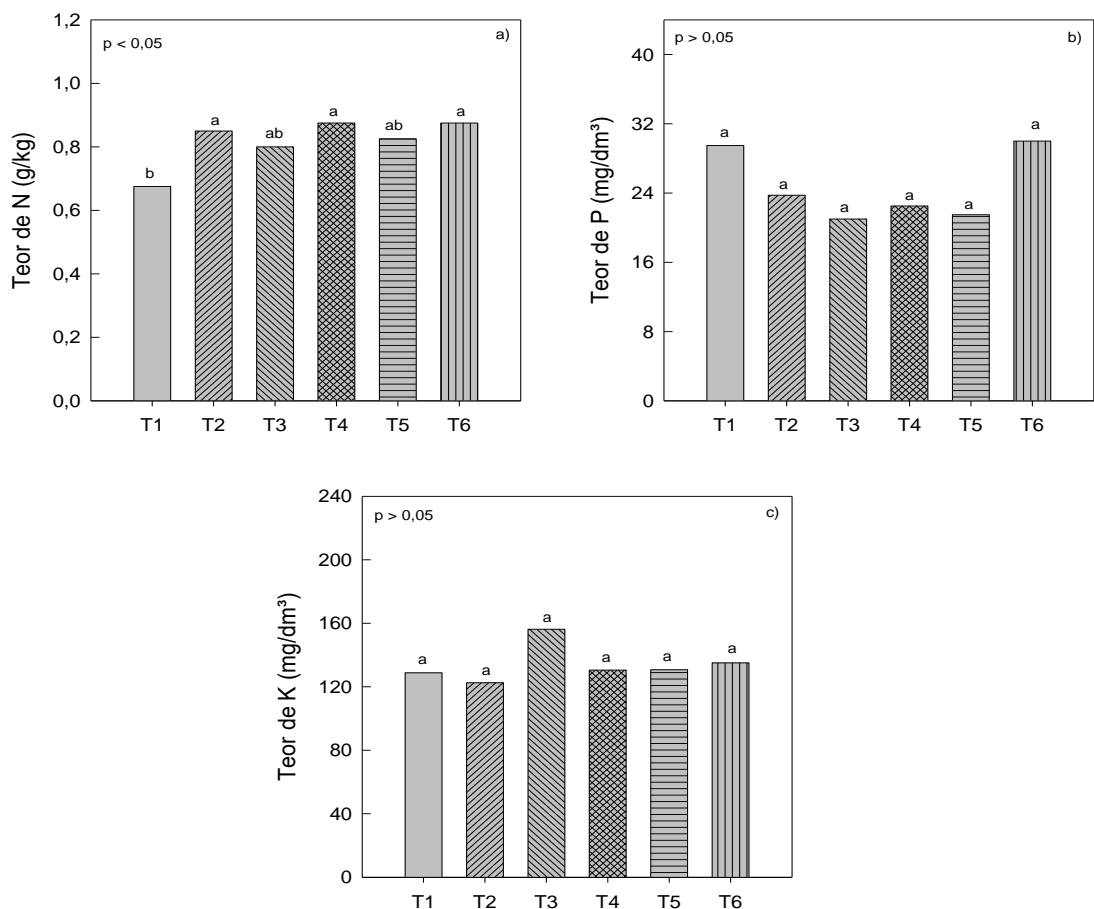 p < 0,05
a)
Teor de N (g/kg)
1,2
1,0
0,8
0,6
0,4
0,2
0,0
b
a
ab
a
ab
a
T1 T2 T3 T4 T5 T6
p > 0,05
b)
Teor de P (mg/dm³)
40
32
24
16
8
0
a
a
a
a
a
a
T1 T2 T3 T4 T5 T6
p > 0,05
c)
Teor de K (mg/dm³)
240
200
160
120
80
40
0
a
a
a
a
a
a
T1 T2 T3 T4 T5 T6